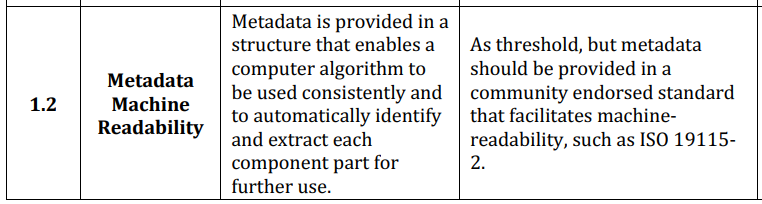 1.2
Metadata
Machine
Readability
Metadata is provided in a
structure that enables a
computer algorithm to
be used consistently and
to automatically identify
and extract each
component part for
further use.
As threshold, but metadata
should be provided in a
community endorsed standard
that facilitates machine-
readability, such as ISO 19115-
2.